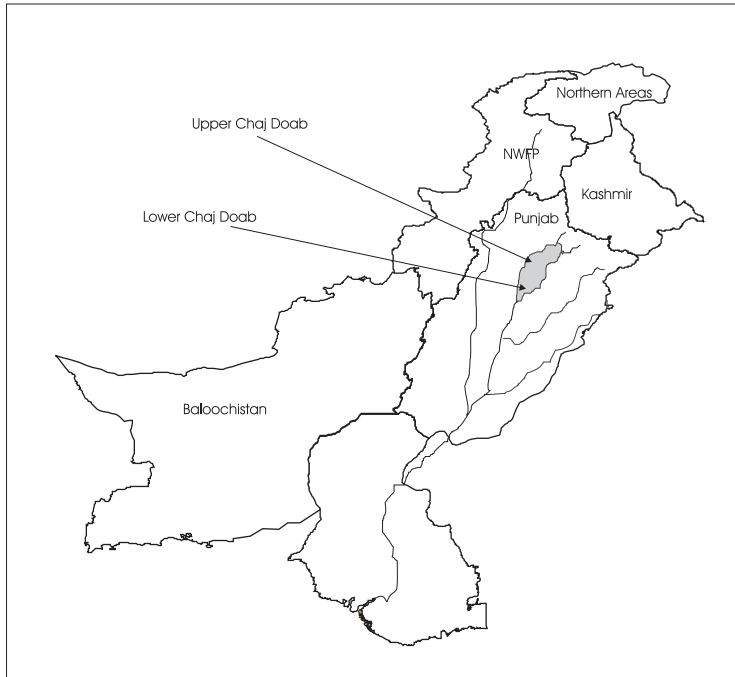 Northern Areas
Upper Chaj Doab
NWFP
Kashmir
Lower Chaj Doab
Punjab
Baloochistan